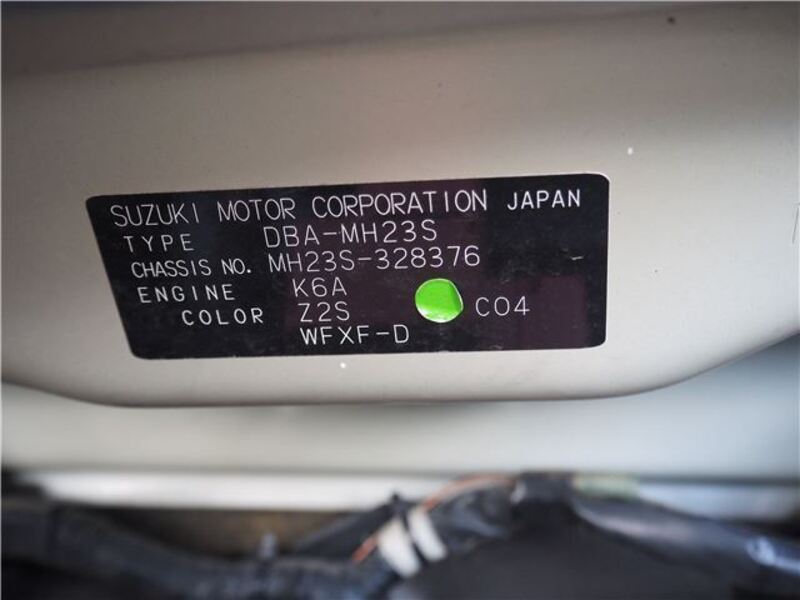 SUZUKI MOTOR CORPORATION JAPAN
TYPE DBA-MH23S
CHASSIS NO. MH23S-328376
ENGINE K6A
COLOR Z2S C04
WFXF-D